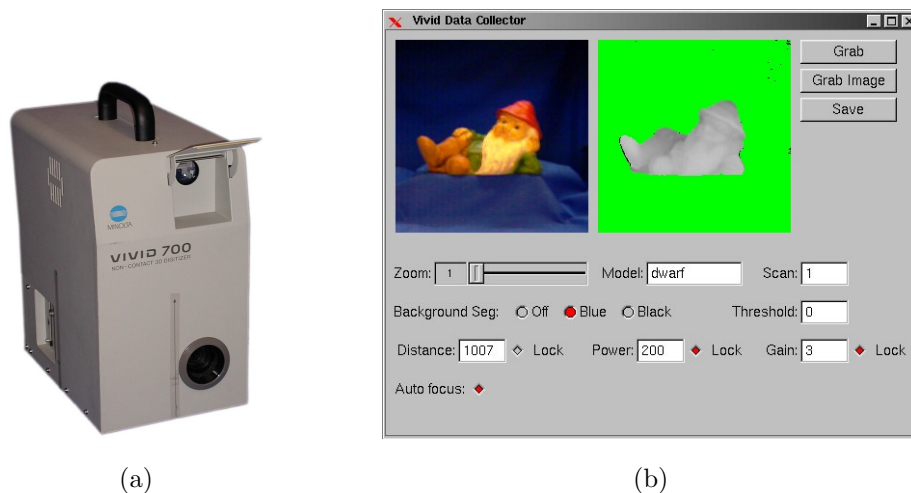 MINOLTA
VIVID 700
NON-CONTACT 3D DIGITIZER
(a)
Vivid Data Collector
Grab
Grab Image
Save
Zoom: 1 Model: dwarf Scan: 1
Background Seg: Off Blue Black Threshold: 0
Distance: 1007 Lock Power: 200 Lock Gain: 3 Lock
Auto focus:
(b)